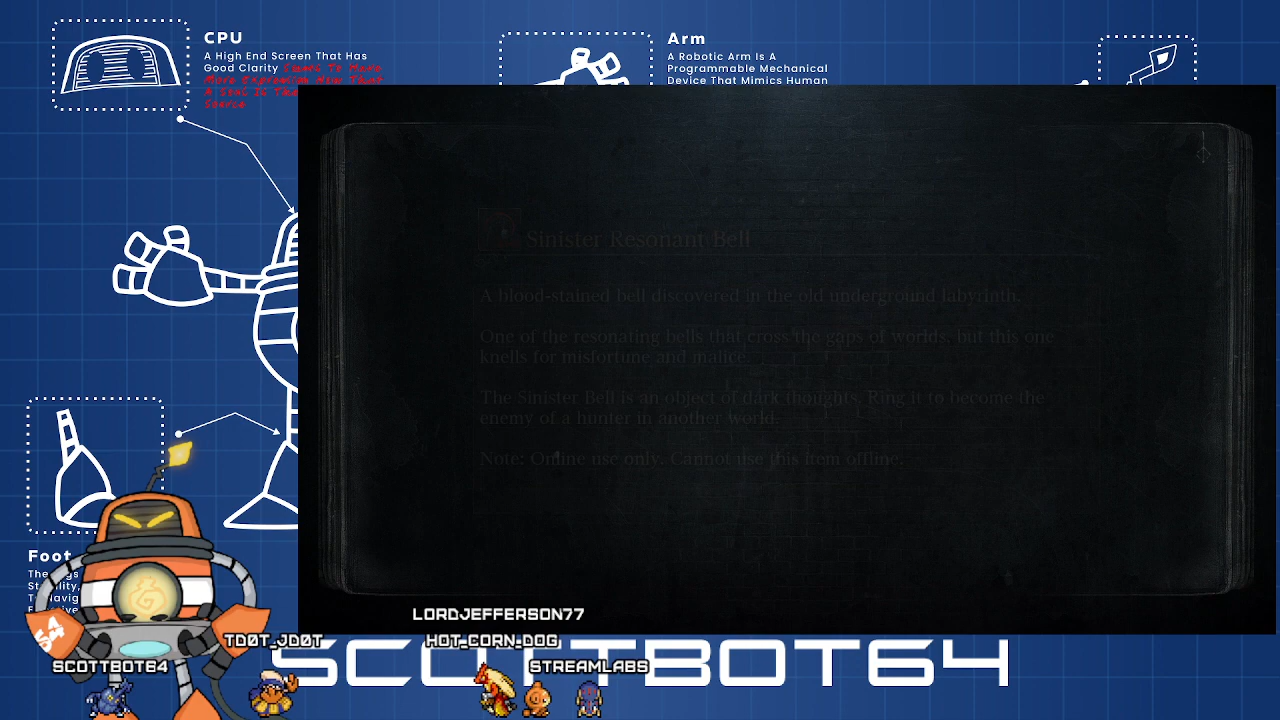 CPU
A High End Screen That Has
Good Clarity
Arm
A Robotic Arm Is A
Programmable Mechanical
Device That Mimics Human
Sinister Resonant Bell
A blood-stained bell discovered in the old underground labyrinth.
One of the resonating bells that cross the gaps of worlds, but this one
knells for misfortune and malice.
The Sinister Bell is an object of dark thoughts. Ring it to become the
enemy of a hunter in another world.
Note: Online use only. Cannot use this item offline.
Foot
54
LORDJEFFERSON77
TD0T_JD0T
HOT_CORN_DOG
SCOTTBOT64
STREAMLABS
SCOTTBOT64